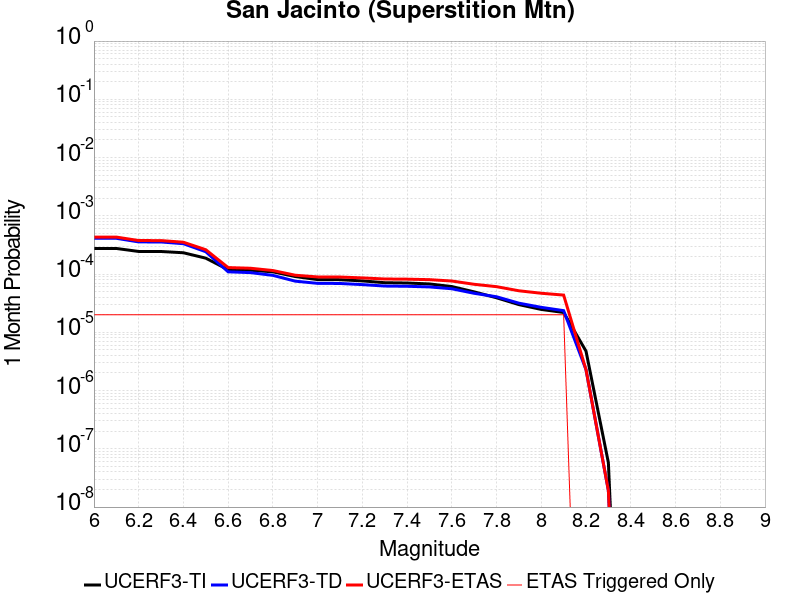 San Jacinto (Superstition Mtn)
10^0
10^-1
10^-2
10^-3
10^-4
10^-5
10^-6
10^-7
10^-8
1 Month Probability
6 6.2 6.4 6.6 6.8 7 7.2 7.4 7.6 7.8 8 8.2 8.4 8.6 8.8 9
Magnitude
UCERF3-TI UCERF3-TD UCERF3-ETAS ETAS Triggered Only